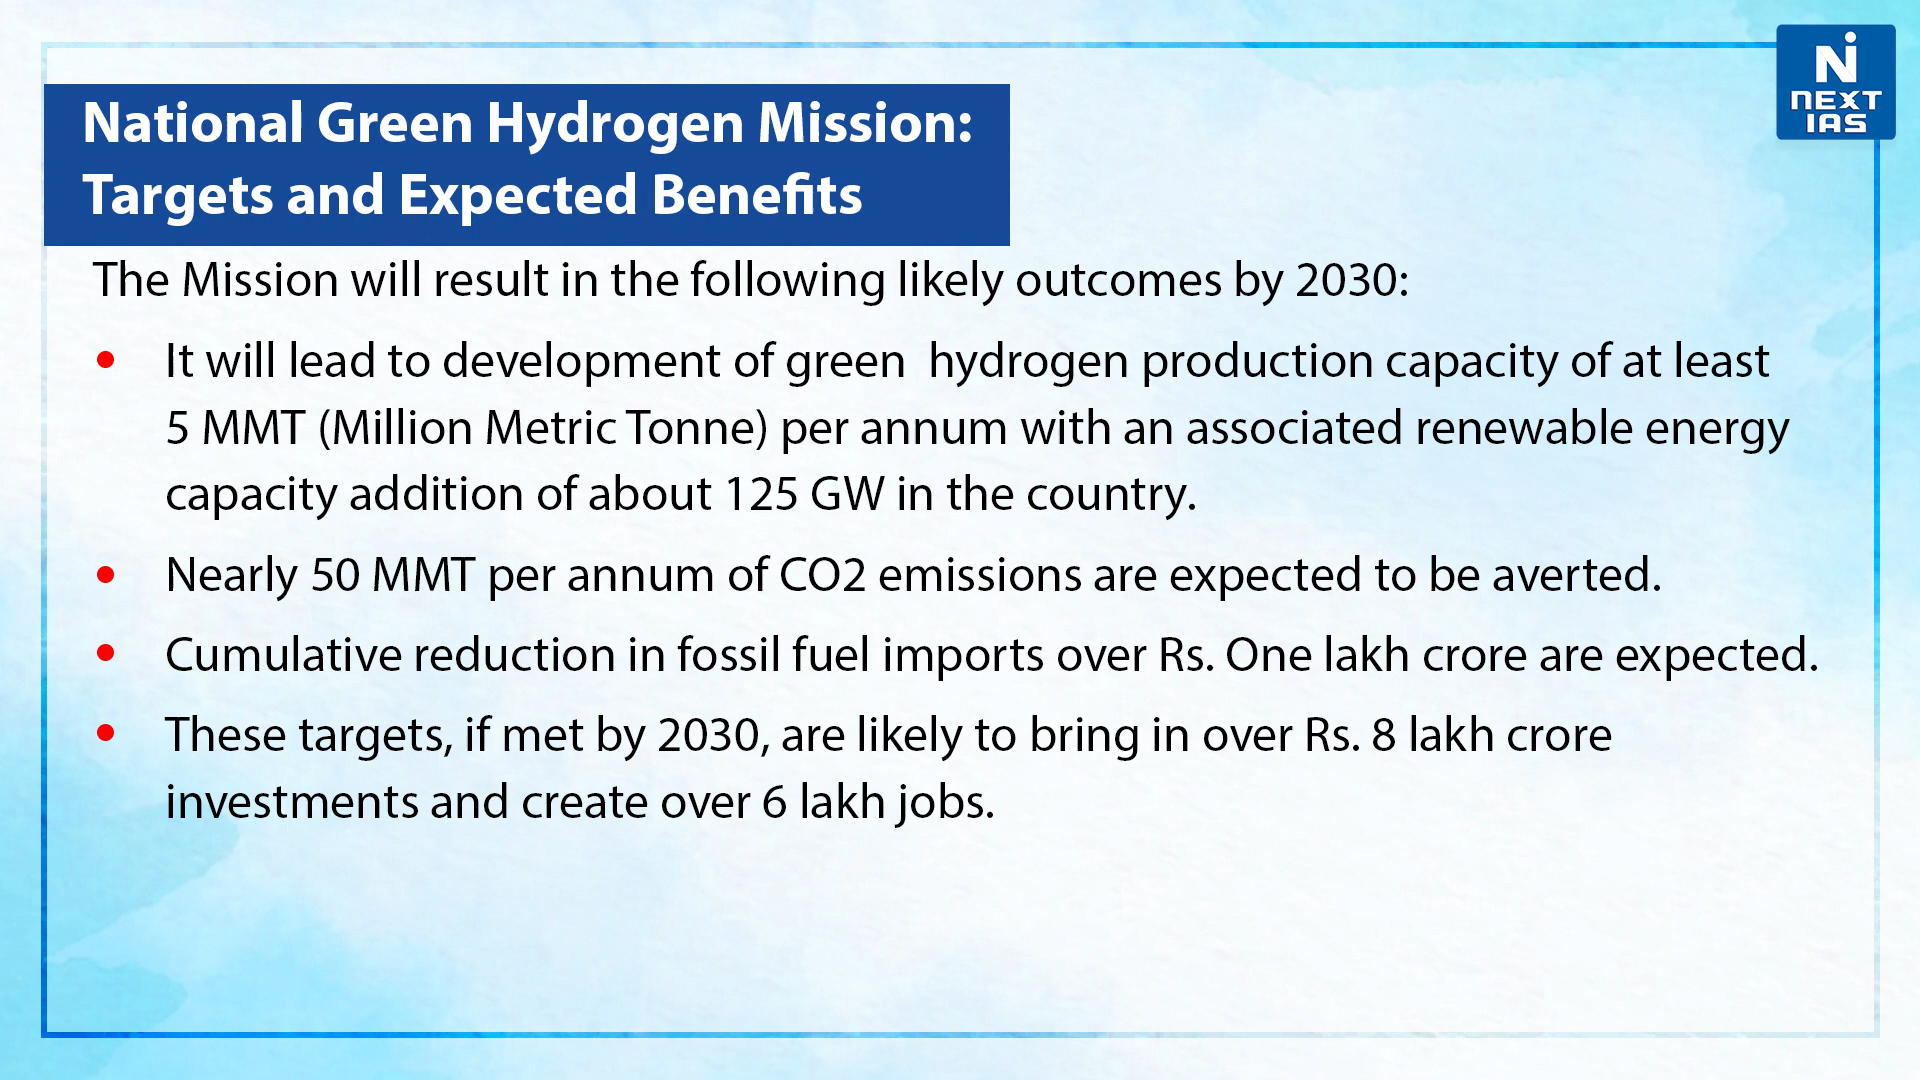 National Green Hydrogen Mission:
Targets and Expected Benefits
N
NEXT
IAS
The Mission will result in the following likely outcomes by 2030:
• It will lead to development of green  hydrogen production capacity of at least
5 MMT (Million Metric Tonne) per annum with an associated renewable energy
capacity addition of about 125 GW in the country.
• Nearly 50 MMT per annum of CO2 emissions are expected to be averted.
• Cumulative reduction in fossil fuel imports over Rs. One lakh crore are expected.
• These targets, if met by 2030, are likely to bring in over Rs. 8 lakh crore
investments and create over 6 lakh jobs.